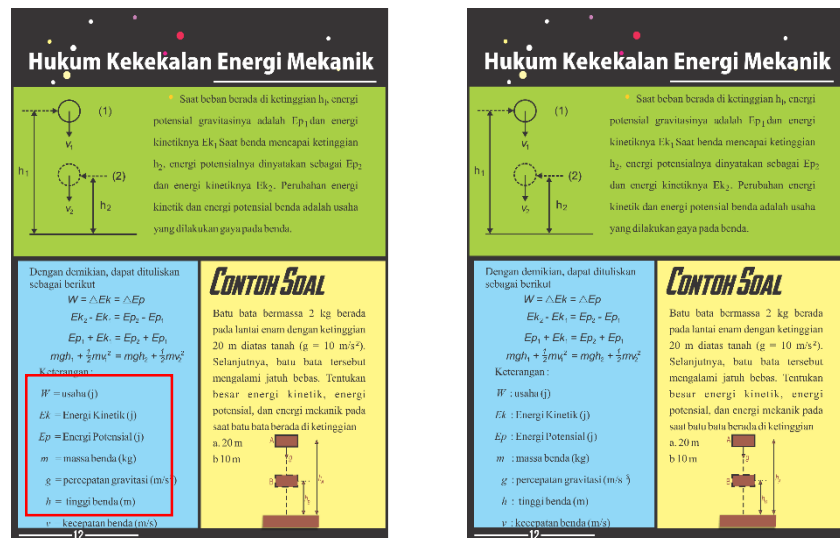 Hukum Kekekalan Energi Mekanik
(1)
v₁
h₁
(2)
v₂
h₂
Saat beban berada di ketinggian h₁, energi
potensial gravitasinya adalah Ep₁ dan energi
kinetiknya Ek₁ Saat benda mencapai ketinggian
h₂, energi potensialnya dinyatakan sebagai Ep₂
dan energi kinetiknya Ek₂. Perubahan energi
kinetik dan energi potensial benda adalah usaha
yang dilakukan gaya pada benda.
Dengan demikian, dapat dituliskan
sebagai berikut
W = △Ek = △Ep
Ek₂ - Ek₁ = Ep₂ - Ep₁
Ep₁ + Ek₁ = Ep₂ + Ep₁
mgh₁ + ½mv₁² = mgh₂ + ½mv₂²
Keterangan :
W = usaha (j)
Ek = Energi Kinetik (j)
Ep = Energi Potensial (j)
m = massa benda (kg)
g = percepatan gravitasi (m/s²)
h = tinggi benda (m)
v kecepatan benda (m/s)
12
CONTOH SOAL
Batu bata bermassa 2 kg berada
pada lantai enam dengan ketinggian
20 m diatas tanah (g = 10 m/s²).
Selanjutnya, batu bata tersebut
mengalami jatuh bebas. Tentukan
besar energi kinetik, energi
potensial, dan energi mekanik pada
saat batu bata berada di ketinggian
a. 20 m
b 10 m
A
B
Hukum Kekekalan Energi Mekanik
(1)
v₁
h₁
(2)
v₂
h₂
Saat beban berada di ketinggian h₁, energi
potensial gravitasinya adalah Ep₁ dan energi
kinetiknya Ek₁ Saat benda mencapai ketinggian
h₂, energi potensialnya dinyatakan sebagai Ep₂
dan energi kinetiknya Ek₂. Perubahan energi
kinetik dan energi potensial benda adalah usaha
yang dilakukan gaya pada benda.
Dengan demikian, dapat dituliskan
sebagai berikut
W = △Ek = △Ep
Ek₂ - Ek₁ = Ep₂ - Ep₁
Ep₁ + Ek₁ = Ep₂ + Ep₁
mgh₁ + ½mv₁² = mgh₂ + ½mv₂²
Keterangan :
W : usaha (j)
Ek : Energi Kinetik (j)
Ep : Energi Potensial (j)
m : massa benda (kg)
g : percepatan gravitasi (m/s²)
h : tinggi benda (m)
v : kecepatan benda (m/s)
12
CONTOH SOAL
Batu bata bermassa 2 kg berada
pada lantai enam dengan ketinggian
20 m diatas tanah (g = 10 m/s²).
Selanjutnya, batu bata tersebut
mengalami jatuh bebas. Tentukan
besar energi kinetik, energi
potensial, dan energi mekanik pada
saat batu bata berada di ketinggian
a. 20 m
b 10 m
A
B